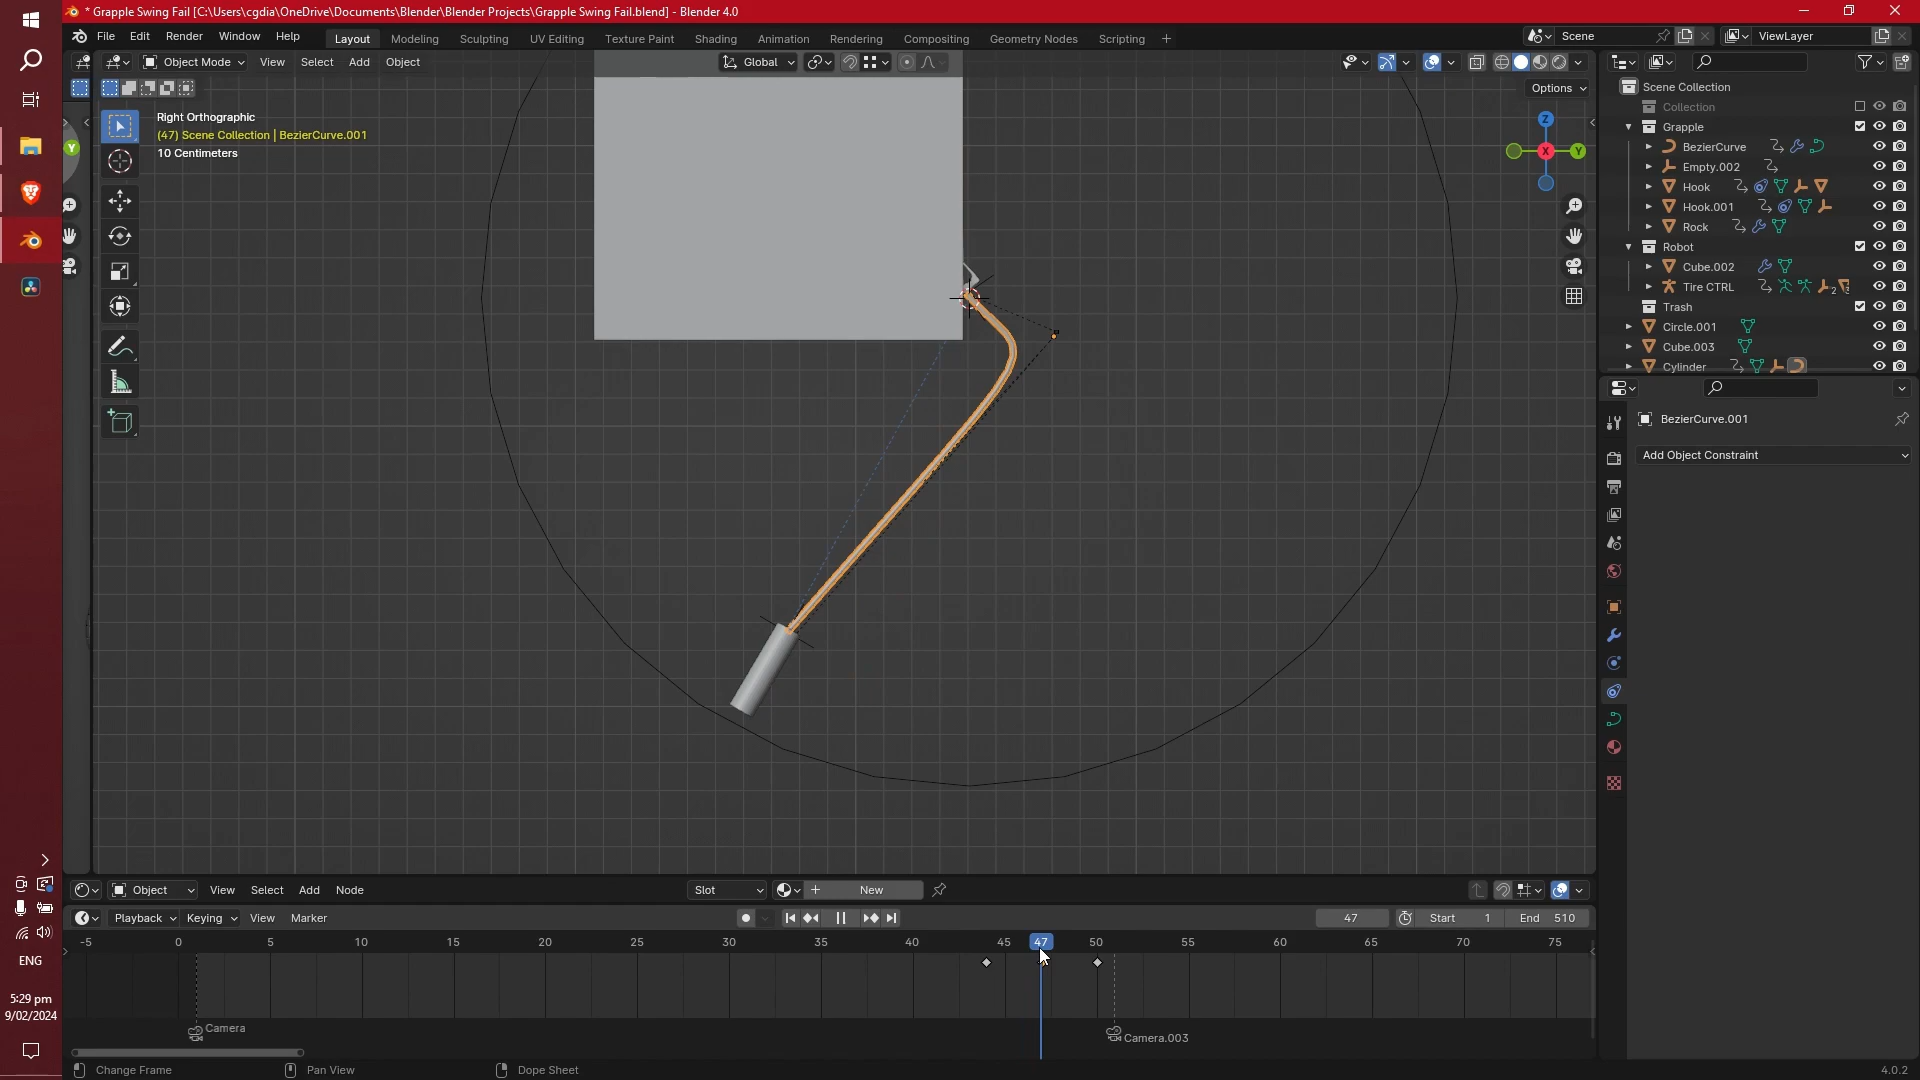 * Grapple Swing Fail [C:\Users\cgdia\OneDrive\Documents\Blender\Blender Projects\Grapple Swing Fail.blend] - Blender 4.0
File Edit Render Window Help Layout Modeling Sculpting UV Editing Texture Paint Shading Animation Rendering Compositing Geometry Nodes Scripting + Scene ViewLayer
Object Mode View Select Add Object Global
Options
Right Orthographic
(47) Scene Collection | BezierCurve.001
10 Centimeters
Z
X
Y
Y
Scene Collection
Collection
Grapple
BezierCurve
Empty.002
Hook
Hook.001
Rock
Robot
Cube.002
Tire CTRL
2
3
Trash
Circle.001
Cube.003
Cylinder
BezierCurve.001
Add Object Constraint
Object View Select Add Node Slot New
Playback Keying View Marker 47 Start 1 End 510
-5 0 5 10 15 20 25 30 35 40 45 47 50 55 60 65 70 75
Camera
Camera.003
Change Frame Pan View Dope Sheet 4.0.2
ENG
5:29 pm
9/02/2024